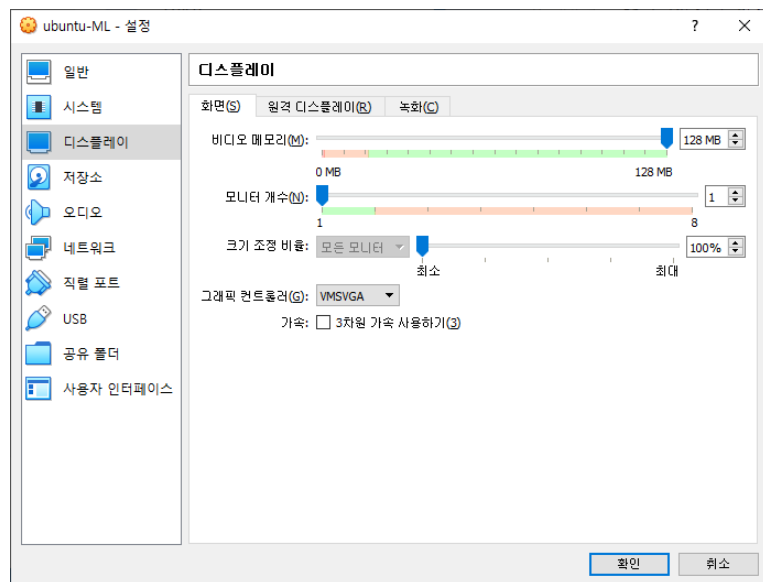 ubuntu-ML - 설정
?
일반
시스템
디스플레이
저장소
오디오
네트워크
직렬 포트
USB
공유 폴더
사용자 인터페이스
디스플레이
화면(S) 원격 디스플레이(R) 녹화(C)
비디오 메모리(M): 128 MB
0 MB 128 MB
모니터 개수(N): 1
1 8
크기 조정 비율: 모든 모니터 100%
최소 최대
그래픽 컨트롤러(G): VMSVGA
가속: 3차원 가속 사용하기(3)
확인 취소